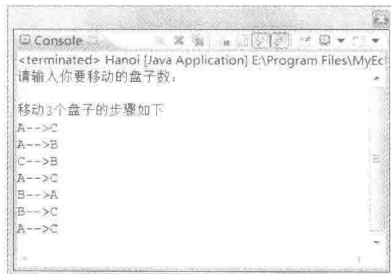 Console
<terminated> Hanoi [Java Application] E:\Program Files\MyEcl
请输入你要移动的盘子数:
移动3个盘子的步骤如下
A-->C
A-->B
C-->B
A-->C
B-->A
B-->C
A-->C